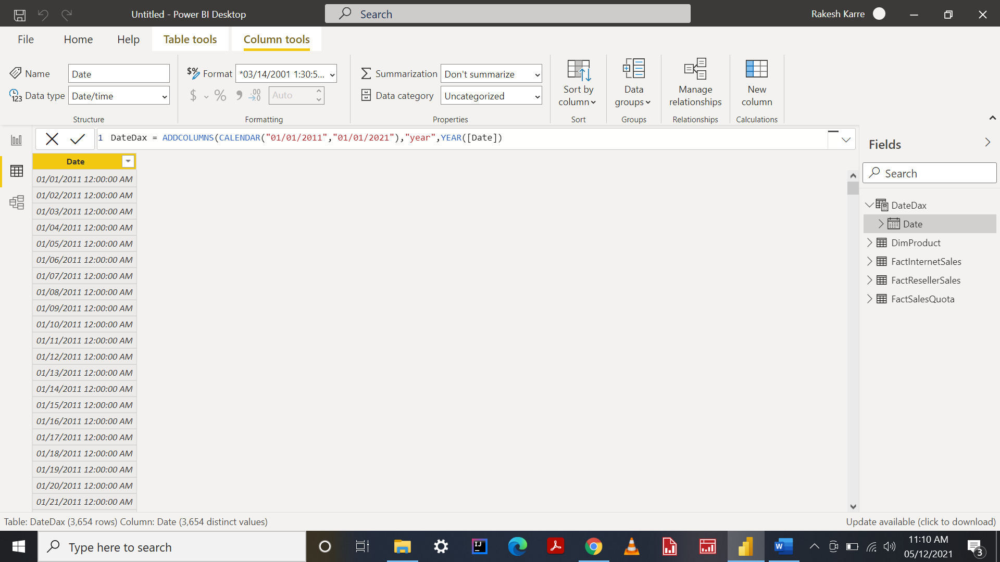 Untitled - Power BI Desktop
Search
Rakesh Karre
File
Home
Help
Table tools
Column tools
Name
Date
Data type
Date/time
Structure
Format
*03/14/2001 1:30:5...
$
%
Auto
Formatting
Summarization
Don't summarize
Data category
Uncategorized
Properties
Sort by
column
Sort
Data
groups
Groups
Manage
relationships
Relationships
New
column
Calculations
1 DateDax = ADDCOLUMNS(CALENDAR("01/01/2011","01/01/2021"),"year",YEAR([Date])
Date
01/01/2011 12:00:00 AM
01/02/2011 12:00:00 AM
01/03/2011 12:00:00 AM
01/04/2011 12:00:00 AM
01/05/2011 12:00:00 AM
01/06/2011 12:00:00 AM
01/07/2011 12:00:00 AM
01/08/2011 12:00:00 AM
01/09/2011 12:00:00 AM
01/10/2011 12:00:00 AM
01/11/2011 12:00:00 AM
01/12/2011 12:00:00 AM
01/13/2011 12:00:00 AM
01/14/2011 12:00:00 AM
01/15/2011 12:00:00 AM
01/16/2011 12:00:00 AM
01/17/2011 12:00:00 AM
01/18/2011 12:00:00 AM
01/19/2011 12:00:00 AM
01/20/2011 12:00:00 AM
01/21/2011 12:00:00 AM
Fields
Search
DateDax
Date
DimProduct
FactInternetSales
FactResellerSales
FactSalesQuota
Table: DateDax (3,654 rows) Column: Date (3,654 distinct values)
Update available (click to download)
Type here to search
11:10 AM
05/12/2021
3